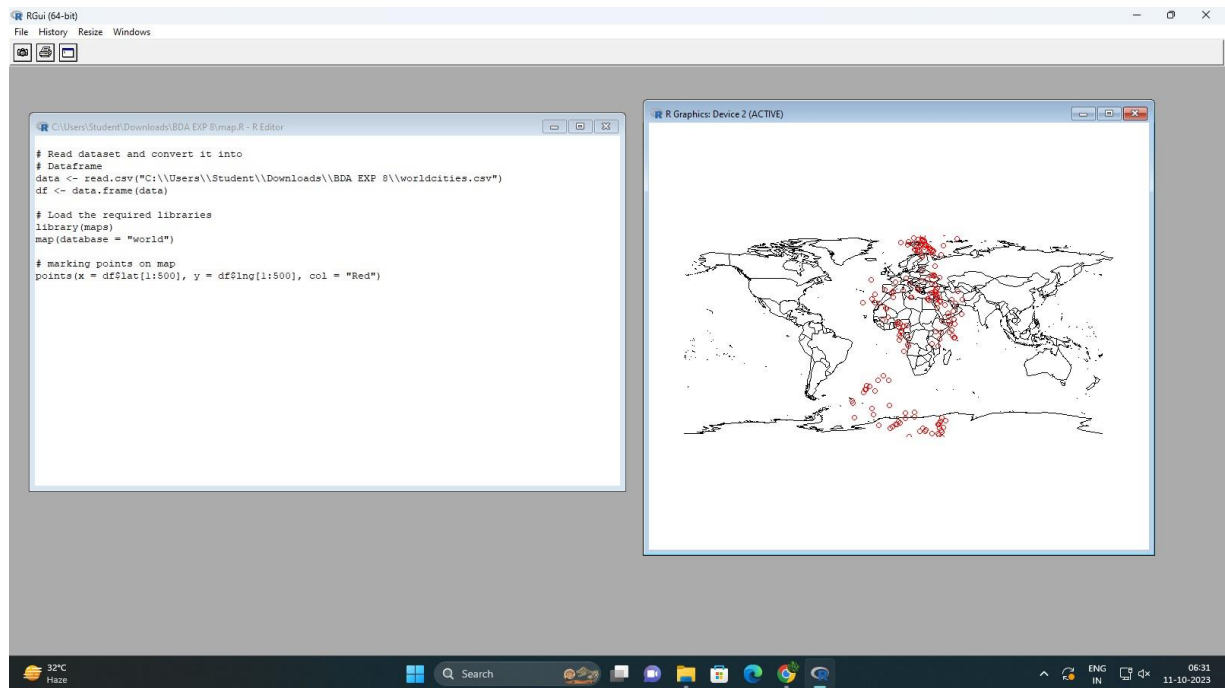 RGui (64-bit)
File History Resize Windows
C:\Users\Student\Downloads\BDA EXP 8\map.R - R Editor
# Read dataset and convert it into
# Dataframe
data <- read.csv("C:\\Users\\Student\\Downloads\\BDA EXP 8\\worldcities.csv")
df <- data.frame(data)
# Load the required libraries
library(maps)
map(database = "world")
# marking points on map
points(x = df$lat[1:500], y = df$lng[1:500], col = "Red")
R Graphics: Device 2 (ACTIVE)
32°C
Haze
Search
ENG
IN
06:31
11-10-2023